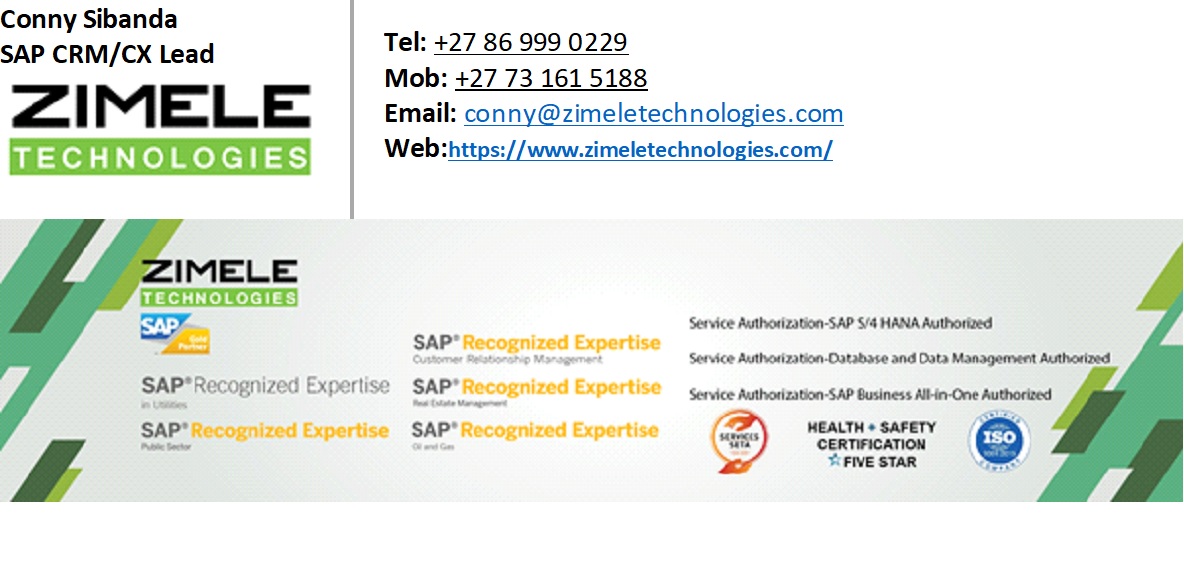 Conny Sibanda
SAP CRM/CX Lead
ZIMELE
TECHNOLOGIES
Tel: +27 86 999 0229
Mob: +27 73 161 5188
Email: conny@zimeletechnologies.com
Web:https://www.zimeletechnologies.com/
ZIMELE
TECHNOLOGIES
SAP
Gold
Partner
SAP® Recognized Expertise
in Utilities
SAP® Recognized Expertise
Public Sector
SAP® Recognized Expertise
Customer Relationship Management
SAP® Recognized Expertise
Real Estate Management
SAP® Recognized Expertise
Oil and Gas
Service Authorization-SAP S/4 HANA Authorized
Service Authorization-Database and Data Management Authorized
Service Authorization-SAP Business All-in-One Authorized
SERVICES
SETA
HEALTH + SAFETY
CERTIFICATION
FIVE STAR
CERTIFIED
ISO
COMPANY